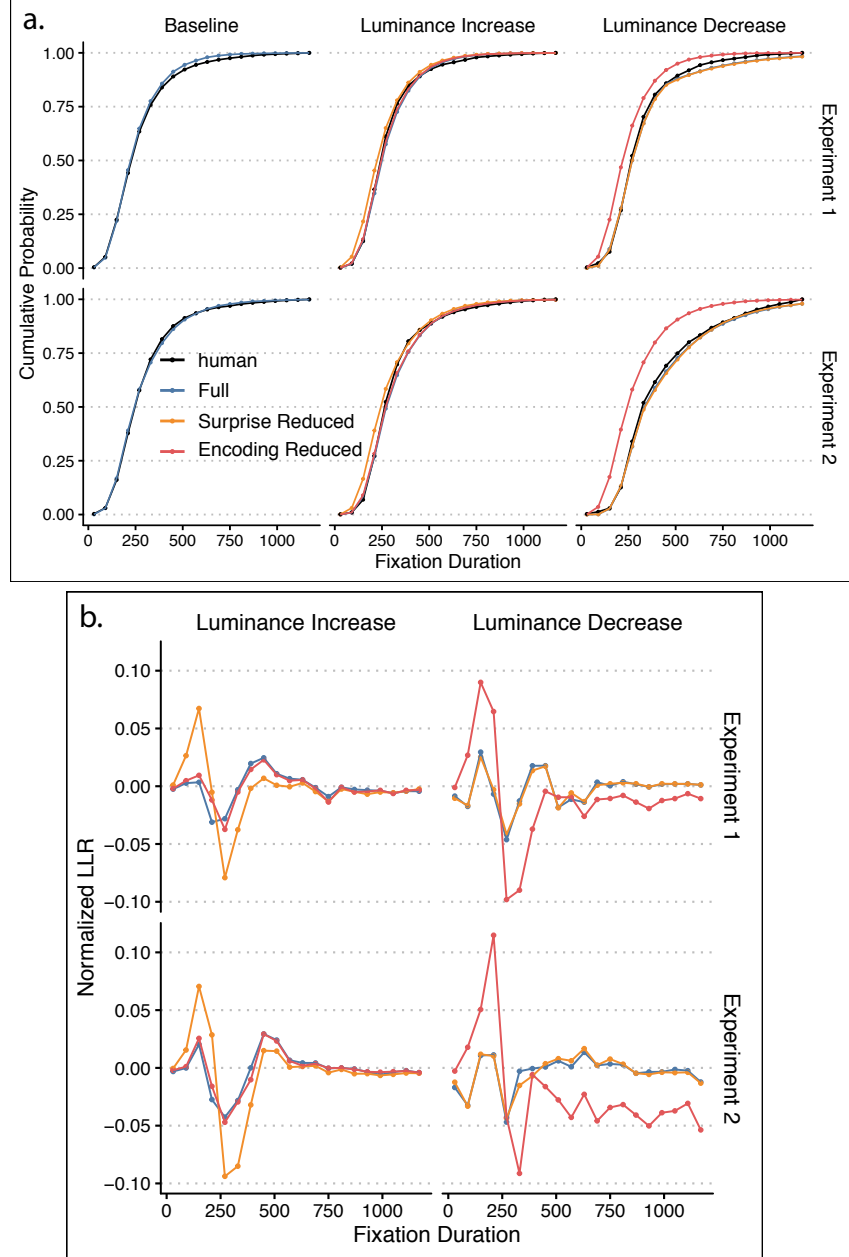 a.
Baseline
Luminance Increase
Luminance Decrease
Cumulative Probability
1.00
0.75
0.50
0.25
0.00
Experiment 1
1.00
0.75
0.50
0.25
0.00
human
Full
Surprise Reduced
Encoding Reduced
Experiment 2
0 250 500 750 1000
0 250 500 750 1000
0 250 500 750 1000
Fixation Duration
b.
Luminance Increase
Luminance Decrease
Normalized LLR
0.10
0.05
0.00
−0.05
−0.10
Experiment 1
0.10
0.05
0.00
−0.05
−0.10
Experiment 2
0 250 500 750 1000
0 250 500 750 1000
Fixation Duration